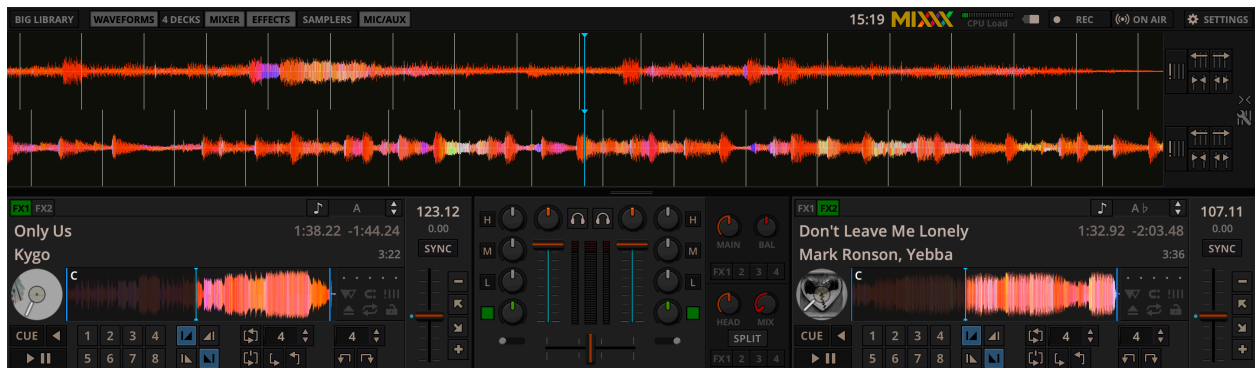 BIG LIBRARY WAVEFORMS 4 DECKS MIXER EFFECTS SAMPLERS MIC/AUX 15:19 MIXXX CPU Load REC ON AIR SETTINGS
FX1 FX2 A 123.12
Only Us 1:38.22 -1:44.24 0.00
Kygo 3:22 SYNC
C
CUE 1 2 3 4 4 4
5 6 7 8
H H
M M
L L
MAIN BAL
FX1 2 3 4
HEAD MIX
SPLIT
FX1 2 3 4
FX1 FX2 A♭ 107.11
Don't Leave Me Lonely 1:32.92 -2:03.48 0.00
Mark Ronson, Yebba 3:36 SYNC
C
CUE 1 2 3 4 4 4
5 6 7 8